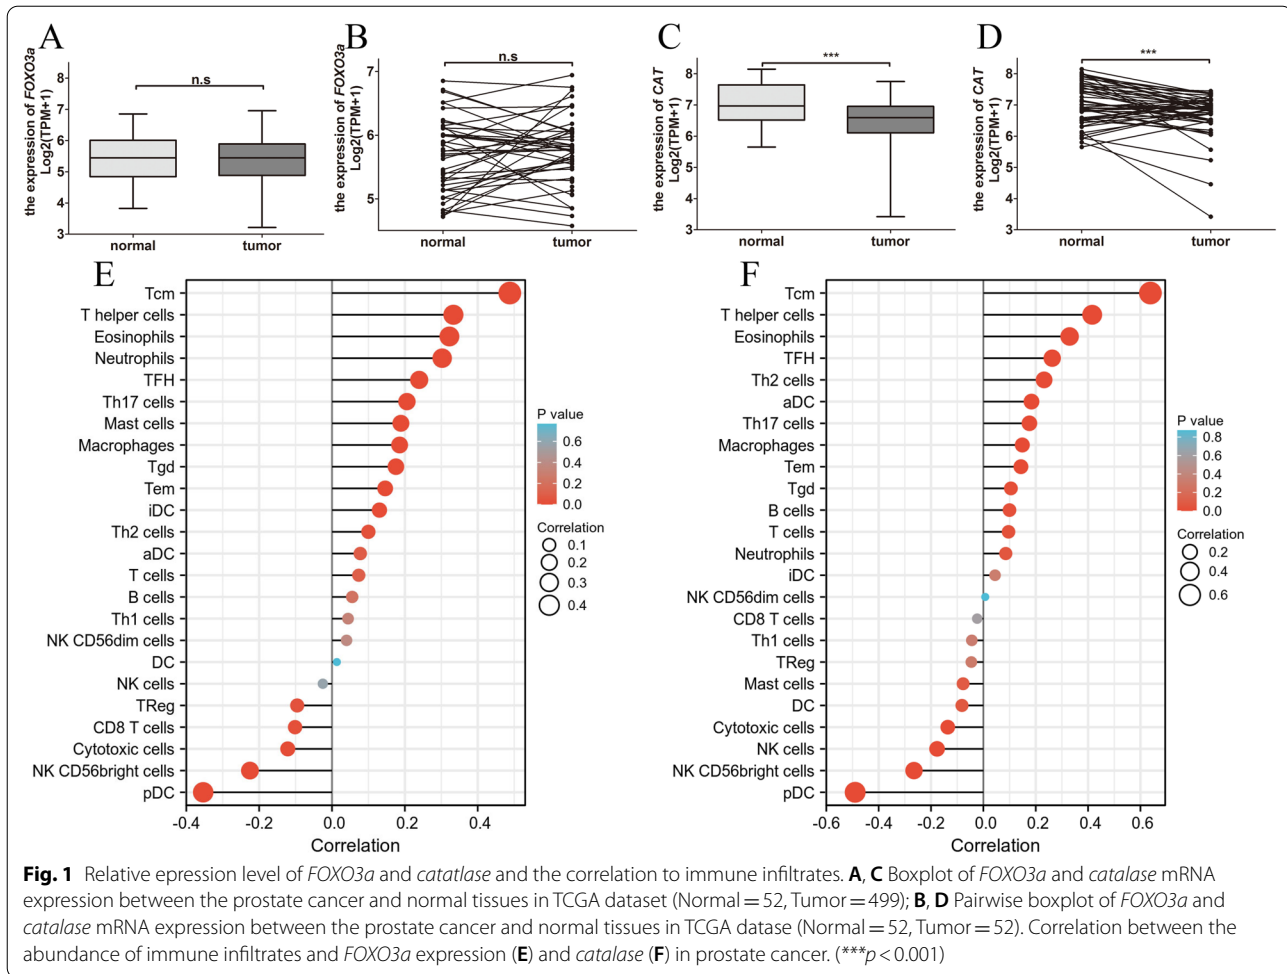 A
the expression of FOXO3a
Log2(TPM+1)
n.s
8
7
6
5
4
3
normal
tumor
B
the expression of FOXO3a
Log2(TPM+1)
n.s
7
6
5
normal
tumor
C
the expression of CAT
Log2(TPM+1)
***
8
7
6
5
4
3
normal
tumor
D
the expression of CAT
Log2(TPM+1)
***
8
7
6
5
4
3
normal
tumor
E
Tcm
T helper cells
Eosinophils
Neutrophils
TFH
Th17 cells
Mast cells
Macrophages
Tgd
Tem
iDC
Th2 cells
aDC
T cells
B cells
Th1 cells
NK CD56dim cells
DC
NK cells
TReg
CD8 T cells
Cytotoxic cells
NK CD56bright cells
pDC
-0.4 -0.2 0.0 0.2 0.4
Correlation
P value
0.6
0.4
0.2
0.0
Correlation
0.1
0.2
0.3
0.4
F
Tcm
T helper cells
Eosinophils
TFH
Th2 cells
aDC
Th17 cells
Macrophages
Tem
Tgd
B cells
T cells
Neutrophils
iDC
NK CD56dim cells
CD8 T cells
Th1 cells
TReg
Mast cells
DC
Cytotoxic cells
NK cells
NK CD56bright cells
pDC
-0.6 -0.4 -0.2 0.0 0.2 0.4 0.6
Correlation
P value
0.8
0.6
0.4
0.2
0.0
Correlation
0.2
0.4
0.6
Fig. 1 Relative epression level of FOXO3a and catatlase and the correlation to immune infiltrates. A, C Boxplot of FOXO3a and catalase mRNA
expression between the prostate cancer and normal tissues in TCGA dataset (Normal = 52, Tumor = 499); B, D Pairwise boxplot of FOXO3a and
catalase mRNA expression between the prostate cancer and normal tissues in TCGA datase (Normal = 52, Tumor = 52). Correlation between the
abundance of immune infiltrates and FOXO3a expression (E) and catalase (F) in prostate cancer. (***p < 0.001)